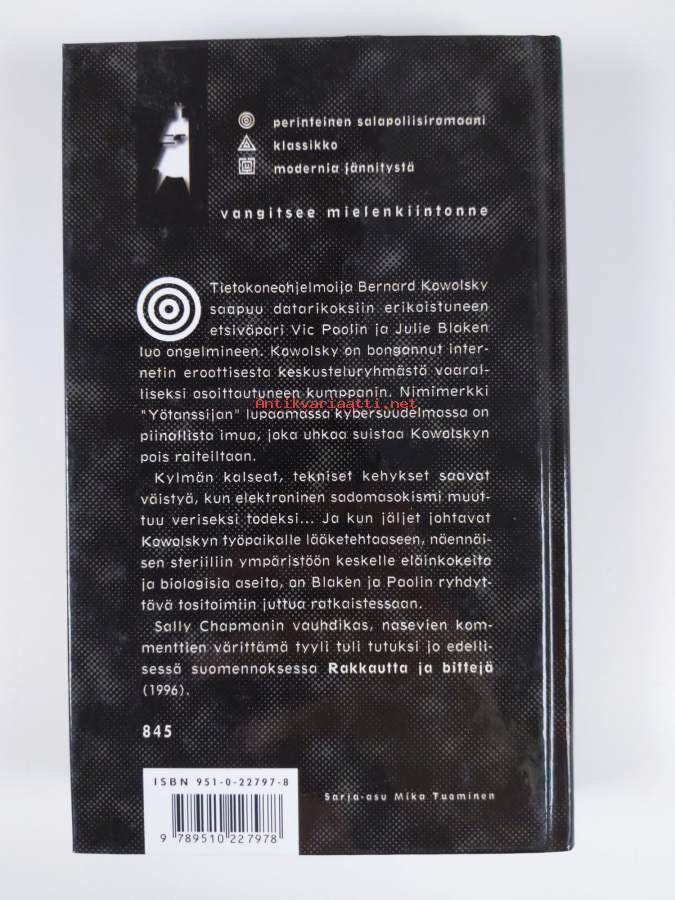 perinteinen salapoliisiromaani
klassikko
modernia jännitystä
vangitsee mielenkiintonne
Tietokoneohjelmoija Bernard Kowolsky
saapuu datarikoksiin erikoistuneen
etsiväpari Vic Paolin ja Julie Blaken
luo ongelmineen. Kowolsky on bongannut inter-
netin eroottisesta keskusteluryhmästä vaaral-
liseksi osoittautuneen kumppanin. Nimimerkki
Antikvariaatti.net
"Yötanssijan" lupaamassa kybersuudelmassa on
piinallista imua, joka uhkaa suistaa Kowolskyn
pois raiteiltaan.
Kylmän kalseat, tekniset kehykset saavat
väistyä, kun elektroninen sadomasokismi muut-
tuu veriseksi todeksi... Ja kun jäljet johtavat
Kowolskyn työpaikalle lääketehtaaseen, näennäi-
sen steriiliin ympäristöön keskelle eläinkokeita
ja biologisia aseita, on Blaken ja Paolin ryhdyt-
tävä tositoimiin juttua ratkaistessaan.
Sally Chapmanin vauhdikas, nasevien kom-
menttien värittämä tyyli tuli tutuksi jo edelli-
sessä suomennoksessa Rakkautta ja bittejä
(1996).
845
ISBN 951-0-22797-8
9 789510 227978
Sarja-asu Mika Tuominen